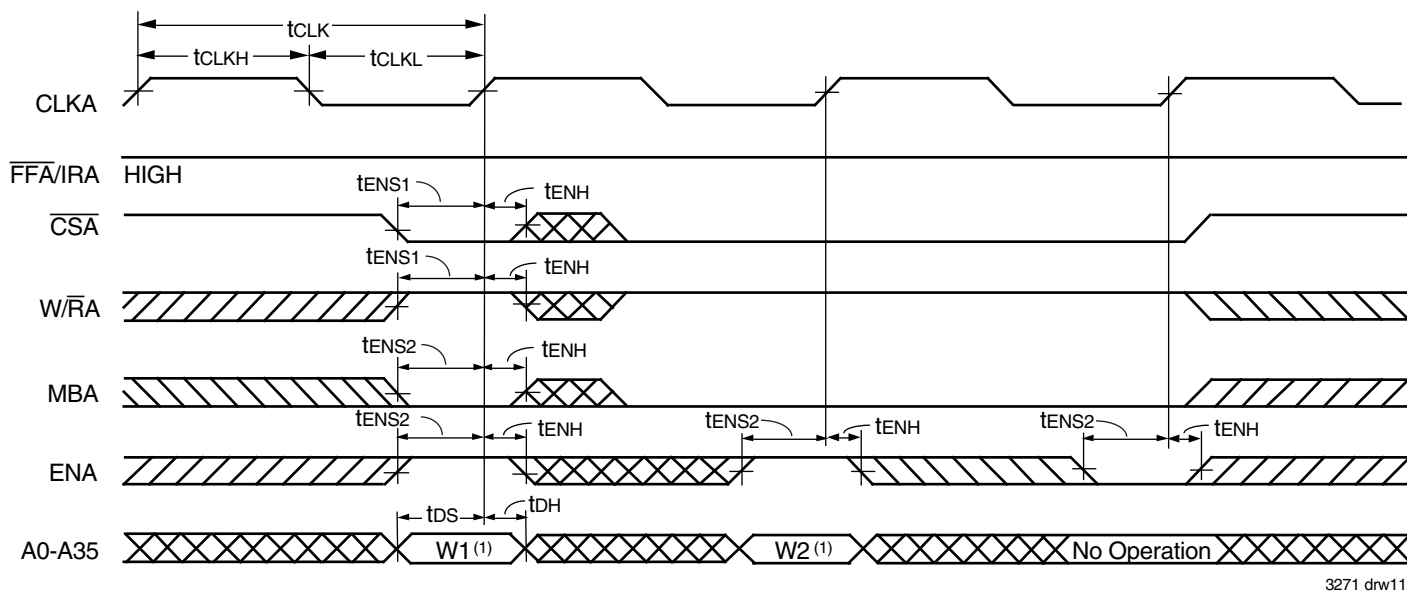 tCLK
tCLKH tCLKL
CLKA
FFA/IRA HIGH
tENS1 tENH
CSA
tENS1 tENH
W/RA
tENS2 tENH
MBA
tENS2 tENH tENS2 tENH tENS2 tENH
ENA
tDS tDH
A0-A35 W1(1) W2(1) No Operation
3271 drw11